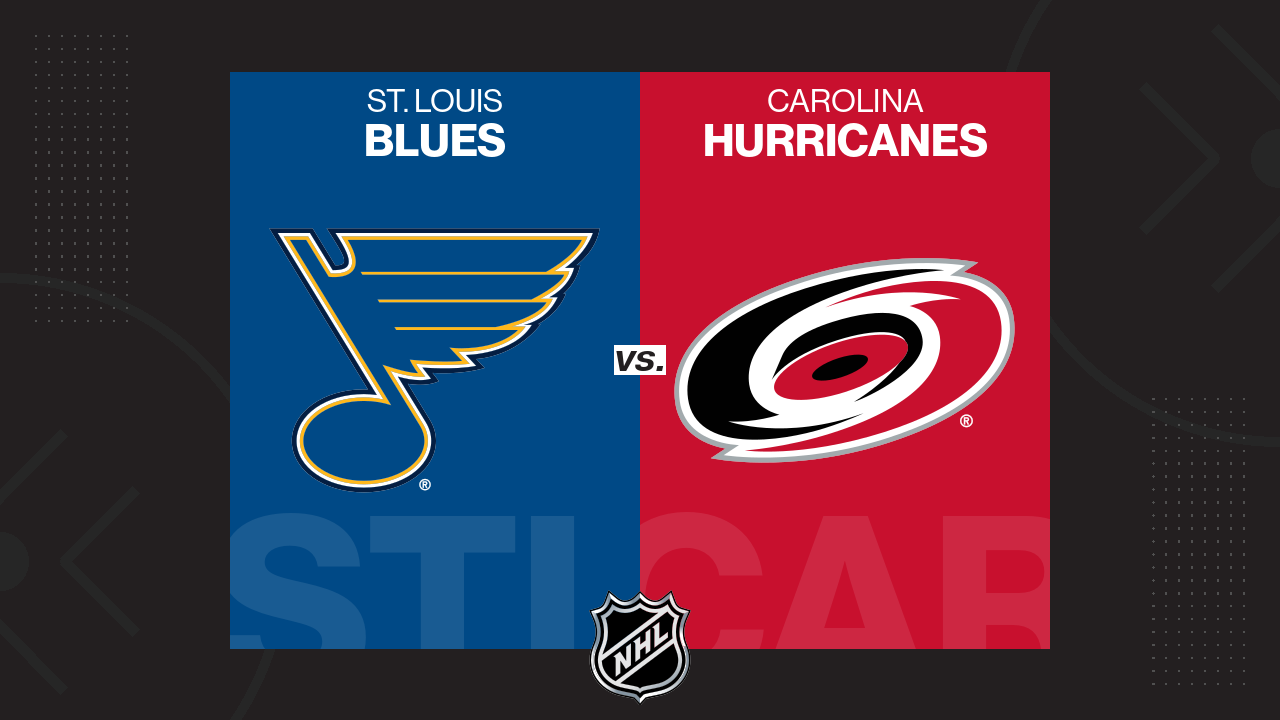 ST. LOUIS
BLUES
CAROLINA
HURRICANES
vs.
®
®
STL
CAR
NHL